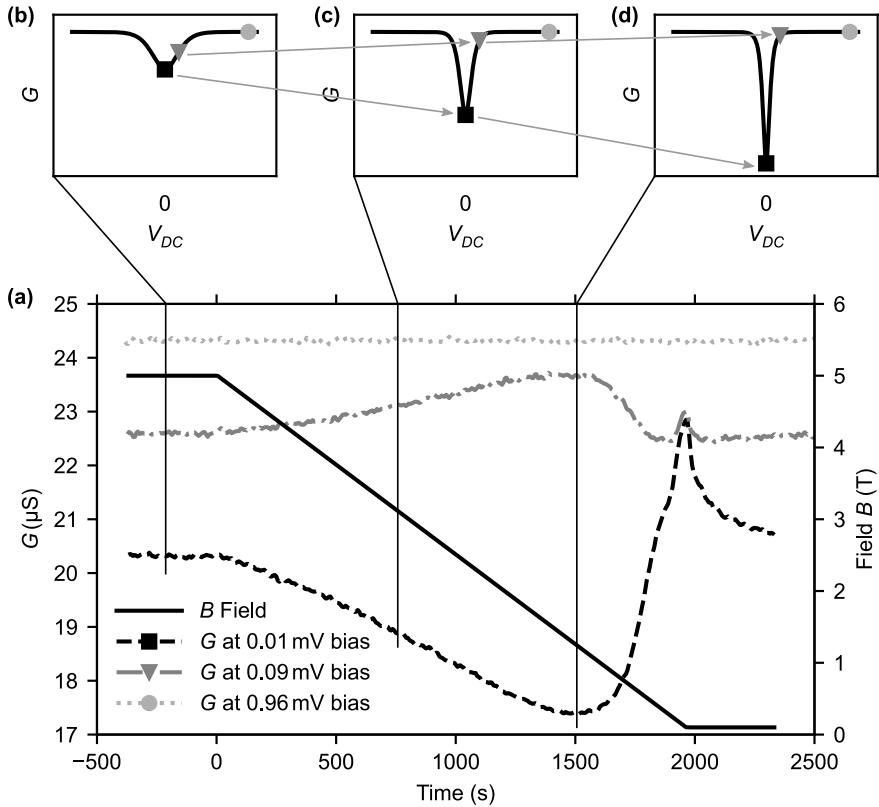 (b)
(c)
(d)
G
G
G
0
0
0
V_DC
V_DC
V_DC
(a)
25
24
23
22
21
20
19
18
17
G (µS)
6
5
4
3
2
1
0
Field B (T)
B Field
G at 0.01 mV bias
G at 0.09 mV bias
G at 0.96 mV bias
−500 0 500 1000 1500 2000 2500
Time (s)